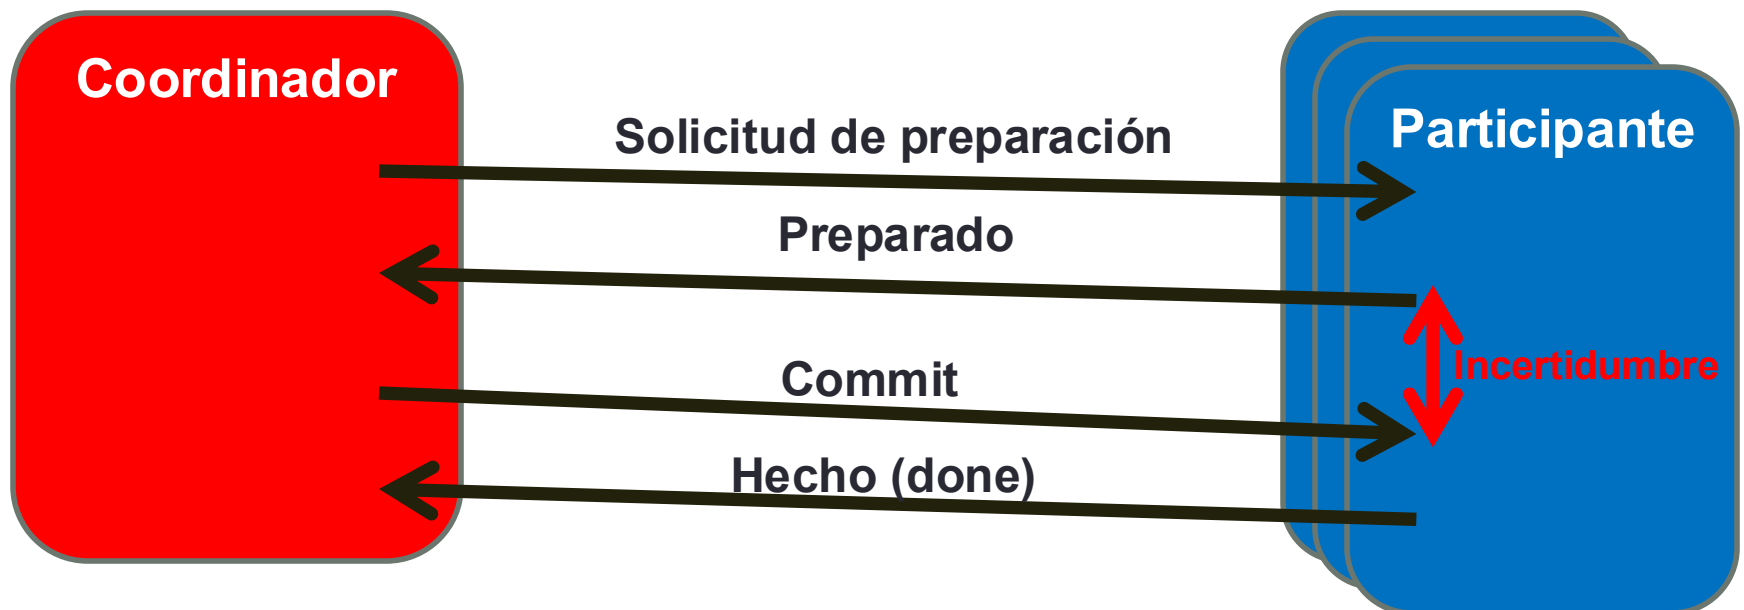 Coordinador
Participante
Solicitud de preparación
Preparado
Incertidumbre
Commit
Hecho (done)